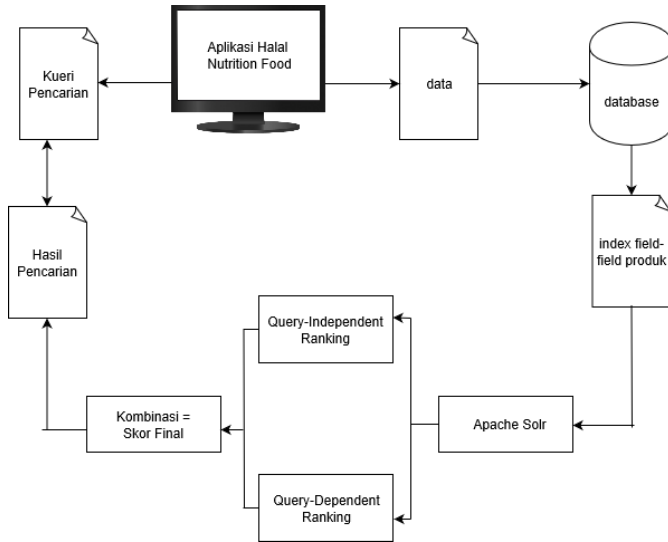 Aplikasi Halal
Nutrition Food
Kueri
Pencarian
data
database
Hasil
Pencarian
index field-
field produk
Query-Independent
Ranking
Kombinasi =
Skor Final
Apache Solr
Query-Dependent
Ranking